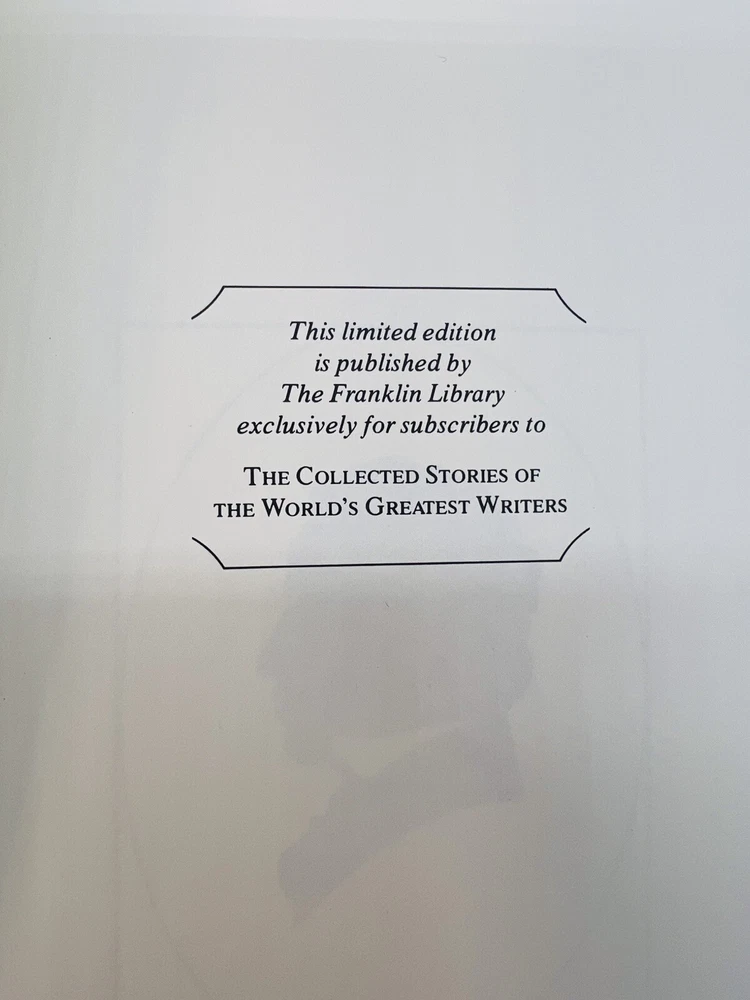 This limited edition
is published by
The Franklin Library
exclusively for subscribers to
THE COLLECTED STORIES OF
THE WORLD'S GREATEST WRITERS